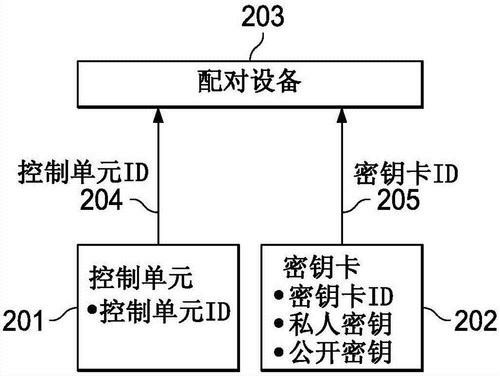 203
配对设备
控制单元ID
204
密钥卡ID
205
201
控制单元
●控制单元ID
密钥卡
●密钥卡ID
●私人密钥
●公开密钥
202